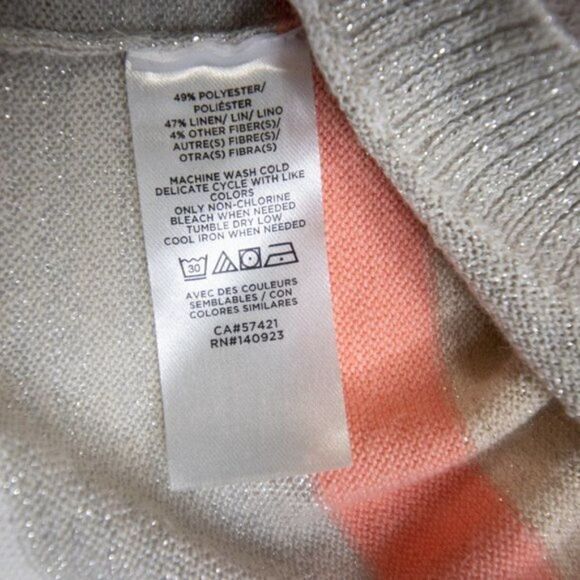 49% POLYESTER/
POLIÉSTER
47% LINEN/ LIN/ LINO
4% OTHER FIBER(S)/
AUTRE(S) FIBRE(S)/
OTRA(S) FIBRA(S)
MACHINE WASH COLD
DELICATE CYCLE WITH LIKE
COLORS
ONLY NON-CHLORINE
BLEACH WHEN NEEDED
TUMBLE DRY LOW
COOL IRON WHEN NEEDED
30
AVEC DES COULEURS
SEMBLABLES / CON
COLORES SIMILARES
CA#57421
RN#140923